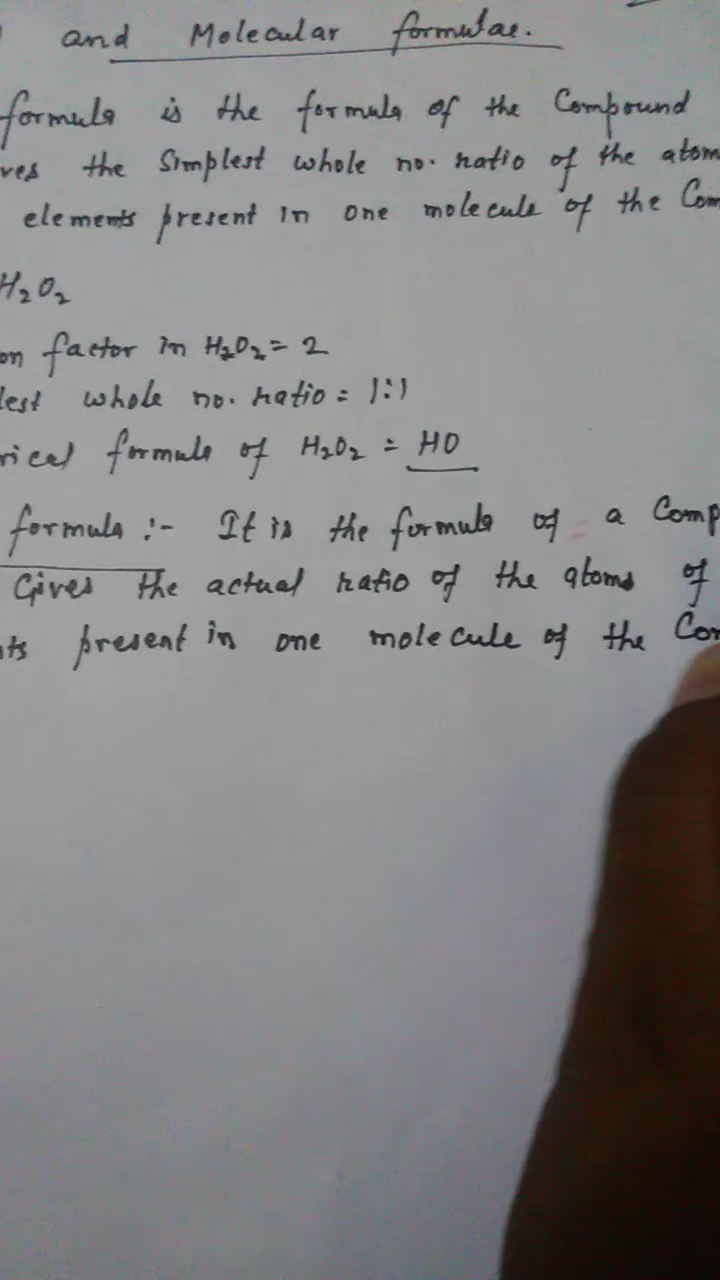 and Molecular formulae.
formula is the formula of the Compound
ves the Simplest whole no. ratio of the atom
elements present in one molecule of the Com
H₂O₂
on factor in H₂O₂ = 2
lest whole no. ratio = 1:1
rical formula of H₂O₂ = HO
formula :- It is the formula of a Comp
Gives the actual ratio of the atoms of
nts present in one molecule of the Com